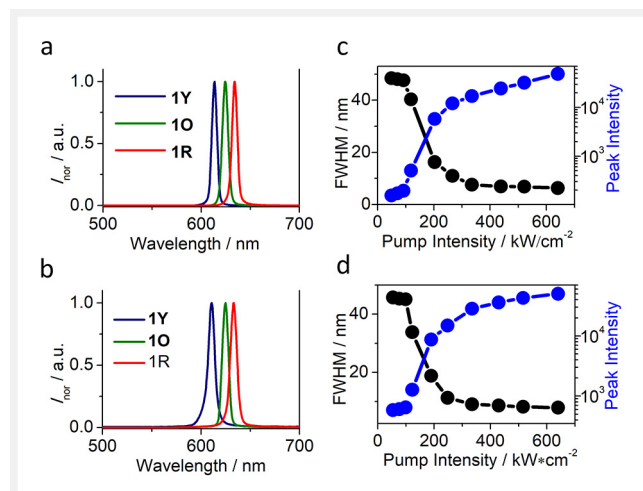 a
1.0
0.5
0.0
I nor / a.u.
1Y
1O
1R
500 600 700
Wavelength / nm
b
1.0
0.5
0.0
I nor / a.u.
1Y
1O
1R
500 600 700
Wavelength / nm
c
60
40
20
0
FWHM / nm
10^4
10^3
Peak Intensity
0 200 400 600
Pump Intensity / kW/cm^-2
d
40
20
FWHM / nm
10^4
10^3
Peak Intensity
0 200 400 600
Pump Intensity / kW*cm^-2